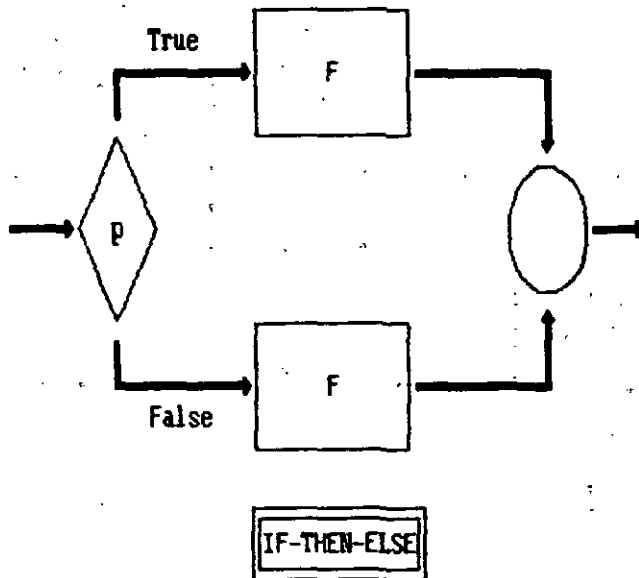 True
F
p
F
False
IF-THEN-ELSE